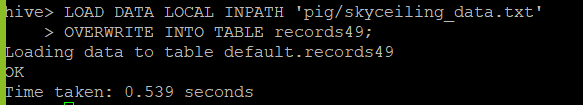 hive> LOAD DATA LOCAL INPATH 'pig/skyceiling_data.txt'
    > OVERWRITE INTO TABLE records49;
Loading data to table default.records49
OK
Time taken: 0.539 seconds